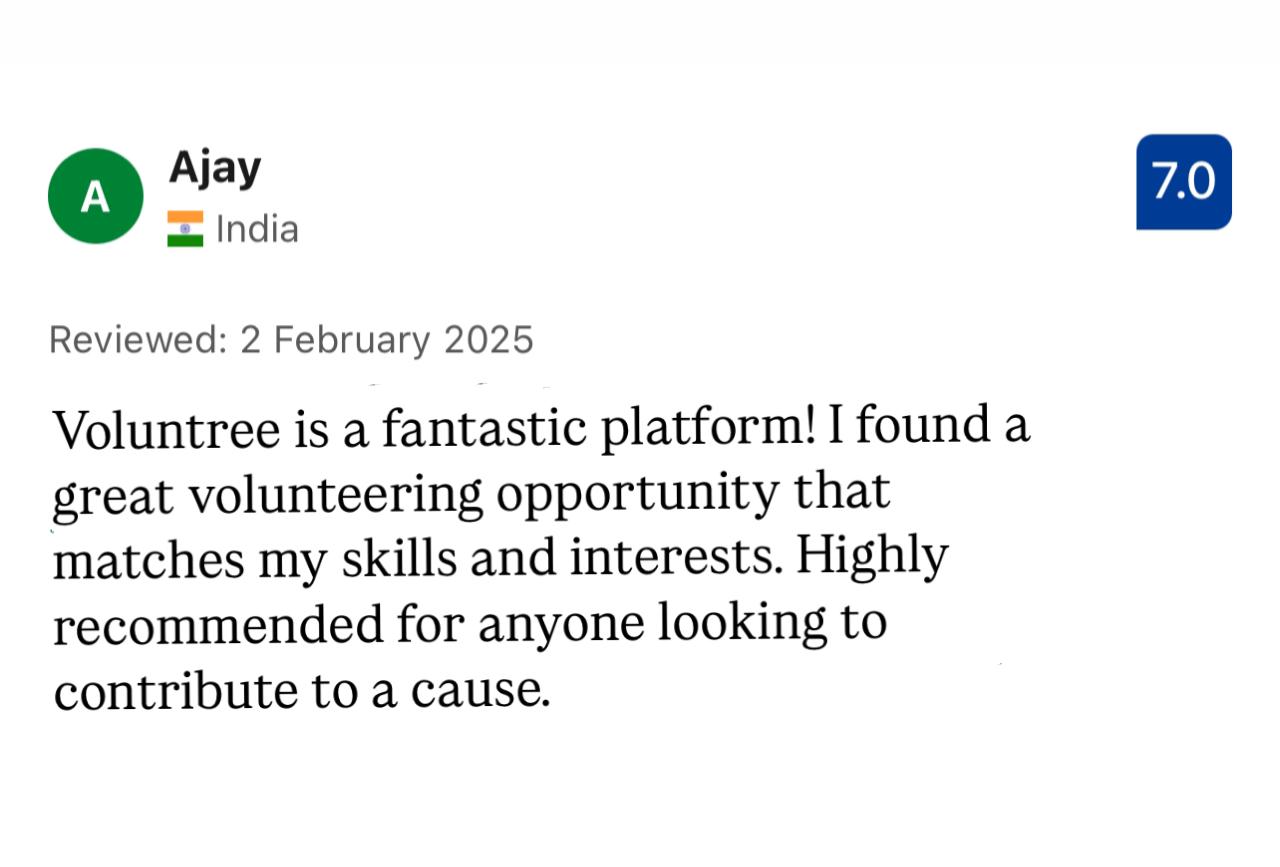 A
Ajay
India
7.0
Reviewed: 2 February 2025
Voluntree is a fantastic platform! I found a
great volunteering opportunity that
matches my skills and interests. Highly
recommended for anyone looking to
contribute to a cause.